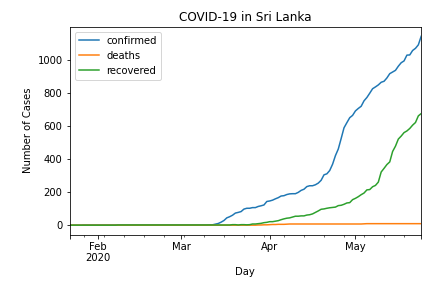 COVID-19 in Sri Lanka
confirmed
deaths
recovered
Number of Cases
1000
800
600
400
200
0
Feb
2020
Mar
Apr
May
Day